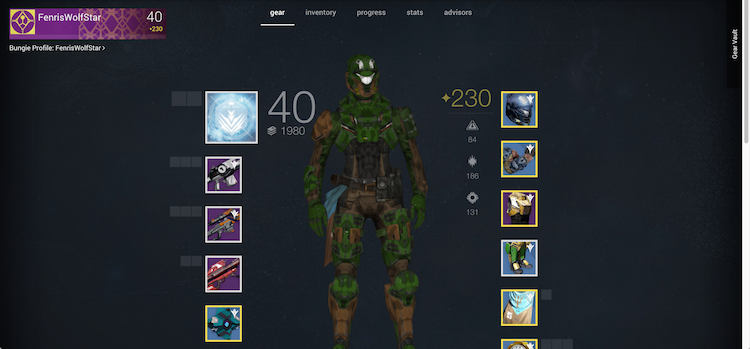 FenrisWolfStar 40
+230
Bungie Profile: FenrisWolfStar >
gear inventory progress stats advisors
Gear Vault
40
1980
+230
84
186
131